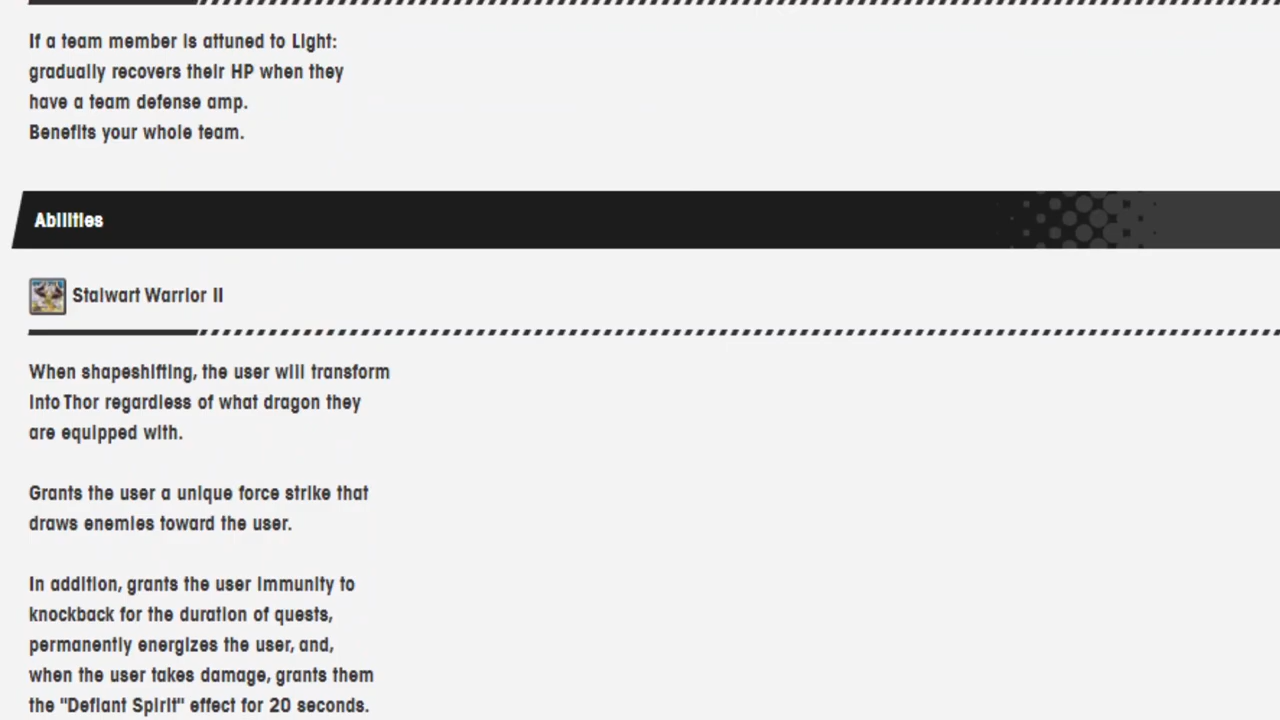 If a team member is attuned to Light:
gradually recovers their HP when they
have a team defense amp.
Benefits your whole team.
Abilities
Stalwart Warrior II
When shapeshifting, the user will transform
into Thor regardless of what dragon they
are equipped with.
Grants the user a unique force strike that
draws enemies toward the user.
In addition, grants the user immunity to
knockback for the duration of quests,
permanently energizes the user, and,
when the user takes damage, grants them
the "Defiant Spirit" effect for 20 seconds.